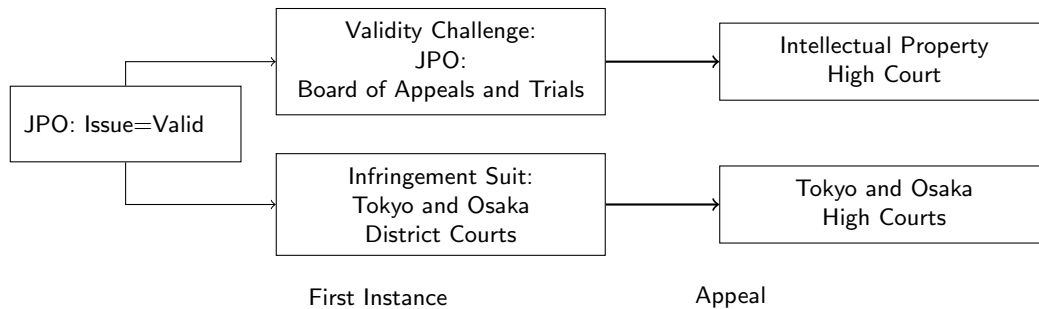 Validity Challenge:
JPO:
Board of Appeals and Trials
Intellectual Property
High Court
JPO: Issue=Valid
Infringement Suit:
Tokyo and Osaka
District Courts
Tokyo and Osaka
High Courts
First Instance
Appeal